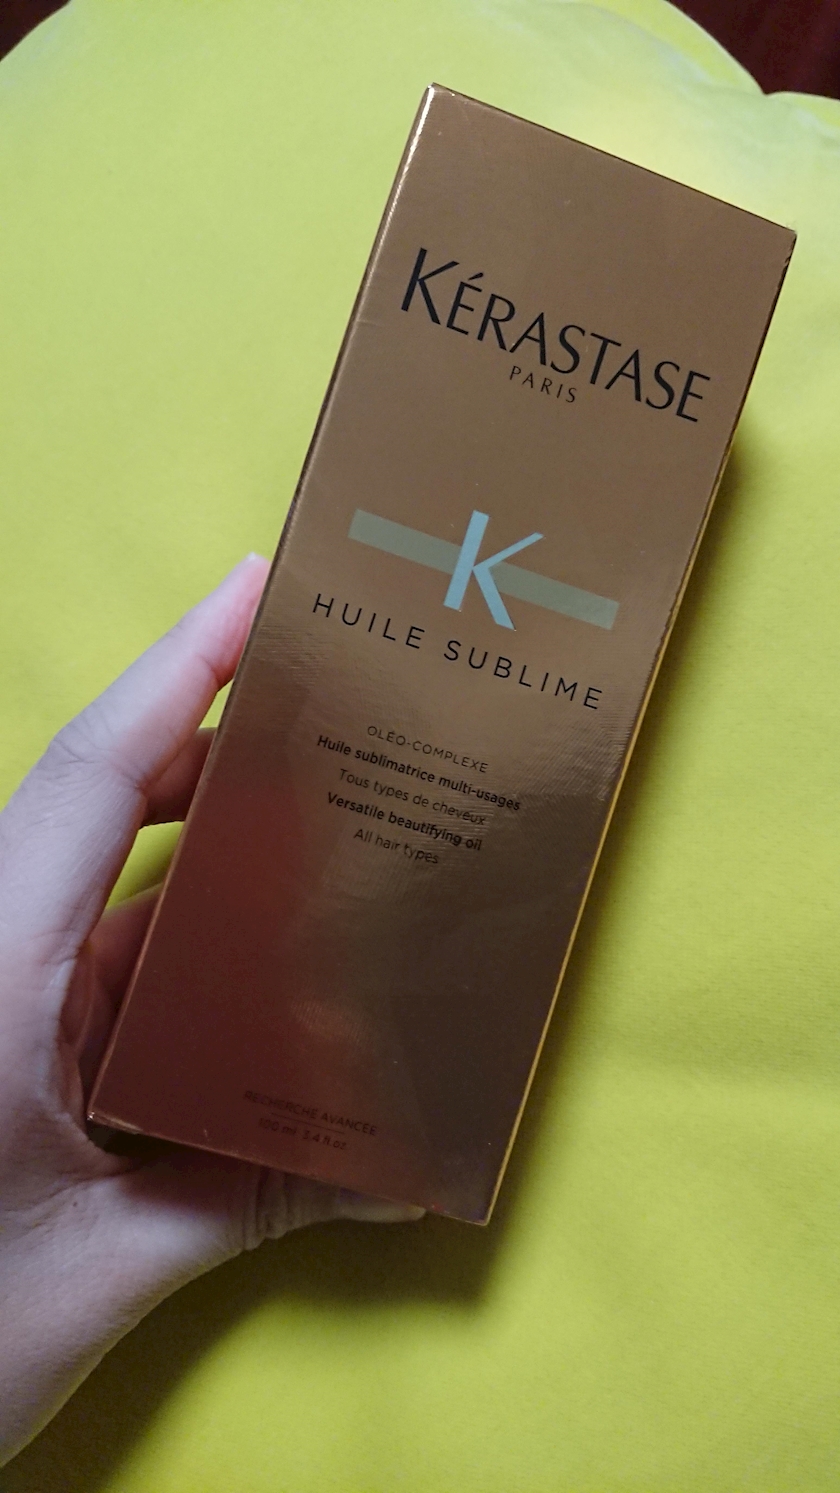 KÉRASTASE
PARIS
K
HUILE SUBLIME
OLÉO-COMPLEXE
Huile sublimatrice multi-usages
Tous types de cheveux
Versatile beautifying oil
All hair types
RECHERCHE AVANCÉE
100 ml 3.4 fl.oz.